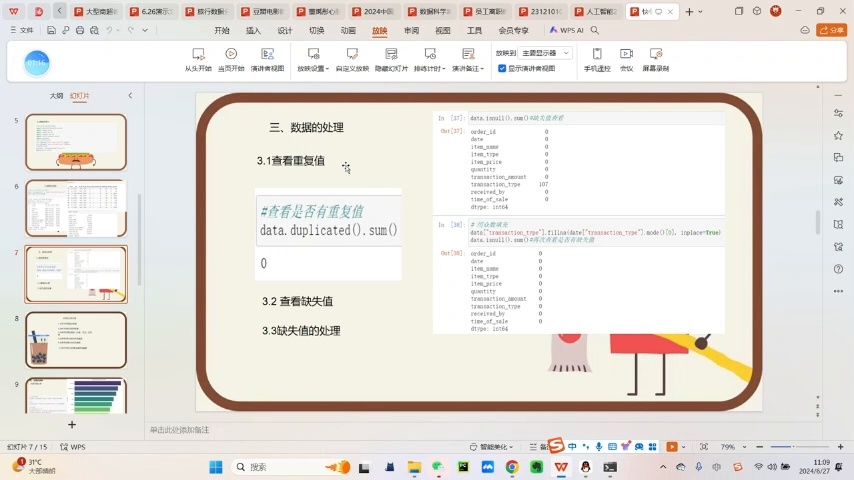 大型商超
6.26演示文
旅行数据分
豆瓣电影
2024中国
数据科学
员工离职
23121010
人工智能
文件
开始
插入
设计
切换
动画
放映
审阅
视图
工具
会员专享
WPS AI
分享
从头开始
当页开始
演讲者视图
放映设置
自定义放映
隐藏幻灯片
排练计时
演讲备注
放映到
主要显示器
显示演讲者视图
手机遥控
会议
屏幕录制
大纲
幻灯片
5
6
7
8
9
三、数据的处理
3.1查看重复值
#查看是否有重复值
data.duplicated().sum()
0
3.2 查看缺失值
3.3缺失值的处理
In [37]: data.isnull().sum()#缺失值查看
Out[37]: order_id 0
date 0
item_name 0
item_type 0
item_price 0
quantity 0
transaction_amount 0
transaction_type 107
received_by 0
time_of_sale 0
dtype: int64
In [38]: # 用众数填充
data["transaction_type"].fillna(data["transaction_type"].mode()[0], inplace=True)
data.isnull().sum()#再次查看是否有缺失值
Out[38]: order_id 0
date 0
item_name 0
item_type 0
item_price 0
quantity 0
transaction_amount 0
transaction_type 0
received_by 0
time_of_sale 0
dtype: int64
单击此处添加备注
幻灯片 7 / 15
WPS
智能美化
备注
中
79%
31°C
大部晴朗
搜索
中
11:09
2024/6/27